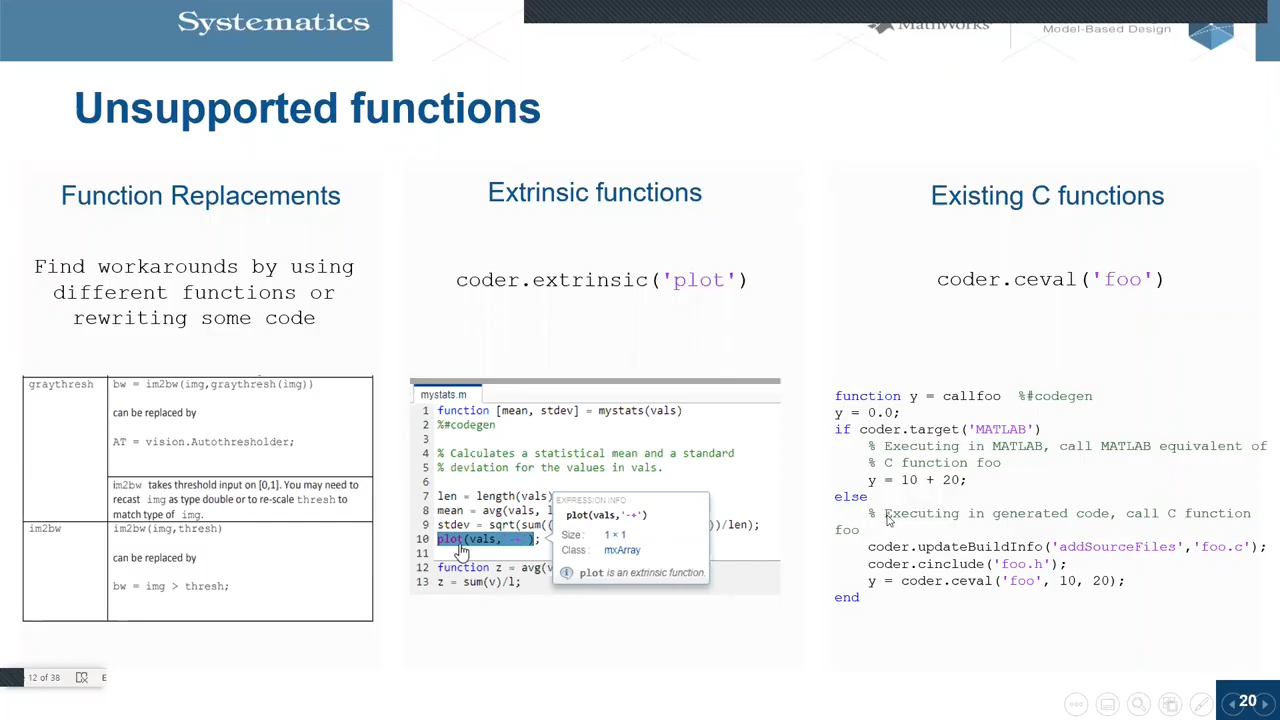 Systematics
MathWorks
Model-Based Design
Unsupported functions
Function Replacements
Find workarounds by using
different functions or
rewriting some code
graythresh
bw = im2bw(img,graythresh(img))
can be replaced by
AT = vision.Autothresholder;
im2bw takes threshold input on [0,1]. You may need to
recast img as type double or to re-scale thresh to
match type of img.
im2bw
im2bw(img,thresh)
can be replaced by
bw = img > thresh;
Extrinsic functions
coder.extrinsic('plot')
mystats.m
1 function [mean, stdev] = mystats(vals)
2 %#codegen
3
4 % Calculates a statistical mean and a standard
5 % deviation for the values in vals.
6
7 len = length(vals)
8 mean = avg(vals, l
9 stdev = sqrt(sum(( ))/len);
10 plot(vals,'-+');
11
12 function z = avg(v
13 z = sum(v)/l;
EXPRESSION INFO
plot(vals,'-+')
Size: 1 × 1
Class: mxArray
plot is an extrinsic function.
Existing C functions
coder.ceval('foo')
function y = callfoo %#codegen
y = 0.0;
if coder.target('MATLAB')
% Executing in MATLAB, call MATLAB equivalent of
% C function foo
y = 10 + 20;
else
% Executing in generated code, call C function
foo
coder.updateBuildInfo('addSourceFiles','foo.c');
coder.cinclude('foo.h');
y = coder.ceval('foo', 10, 20);
end
12 of 38
20